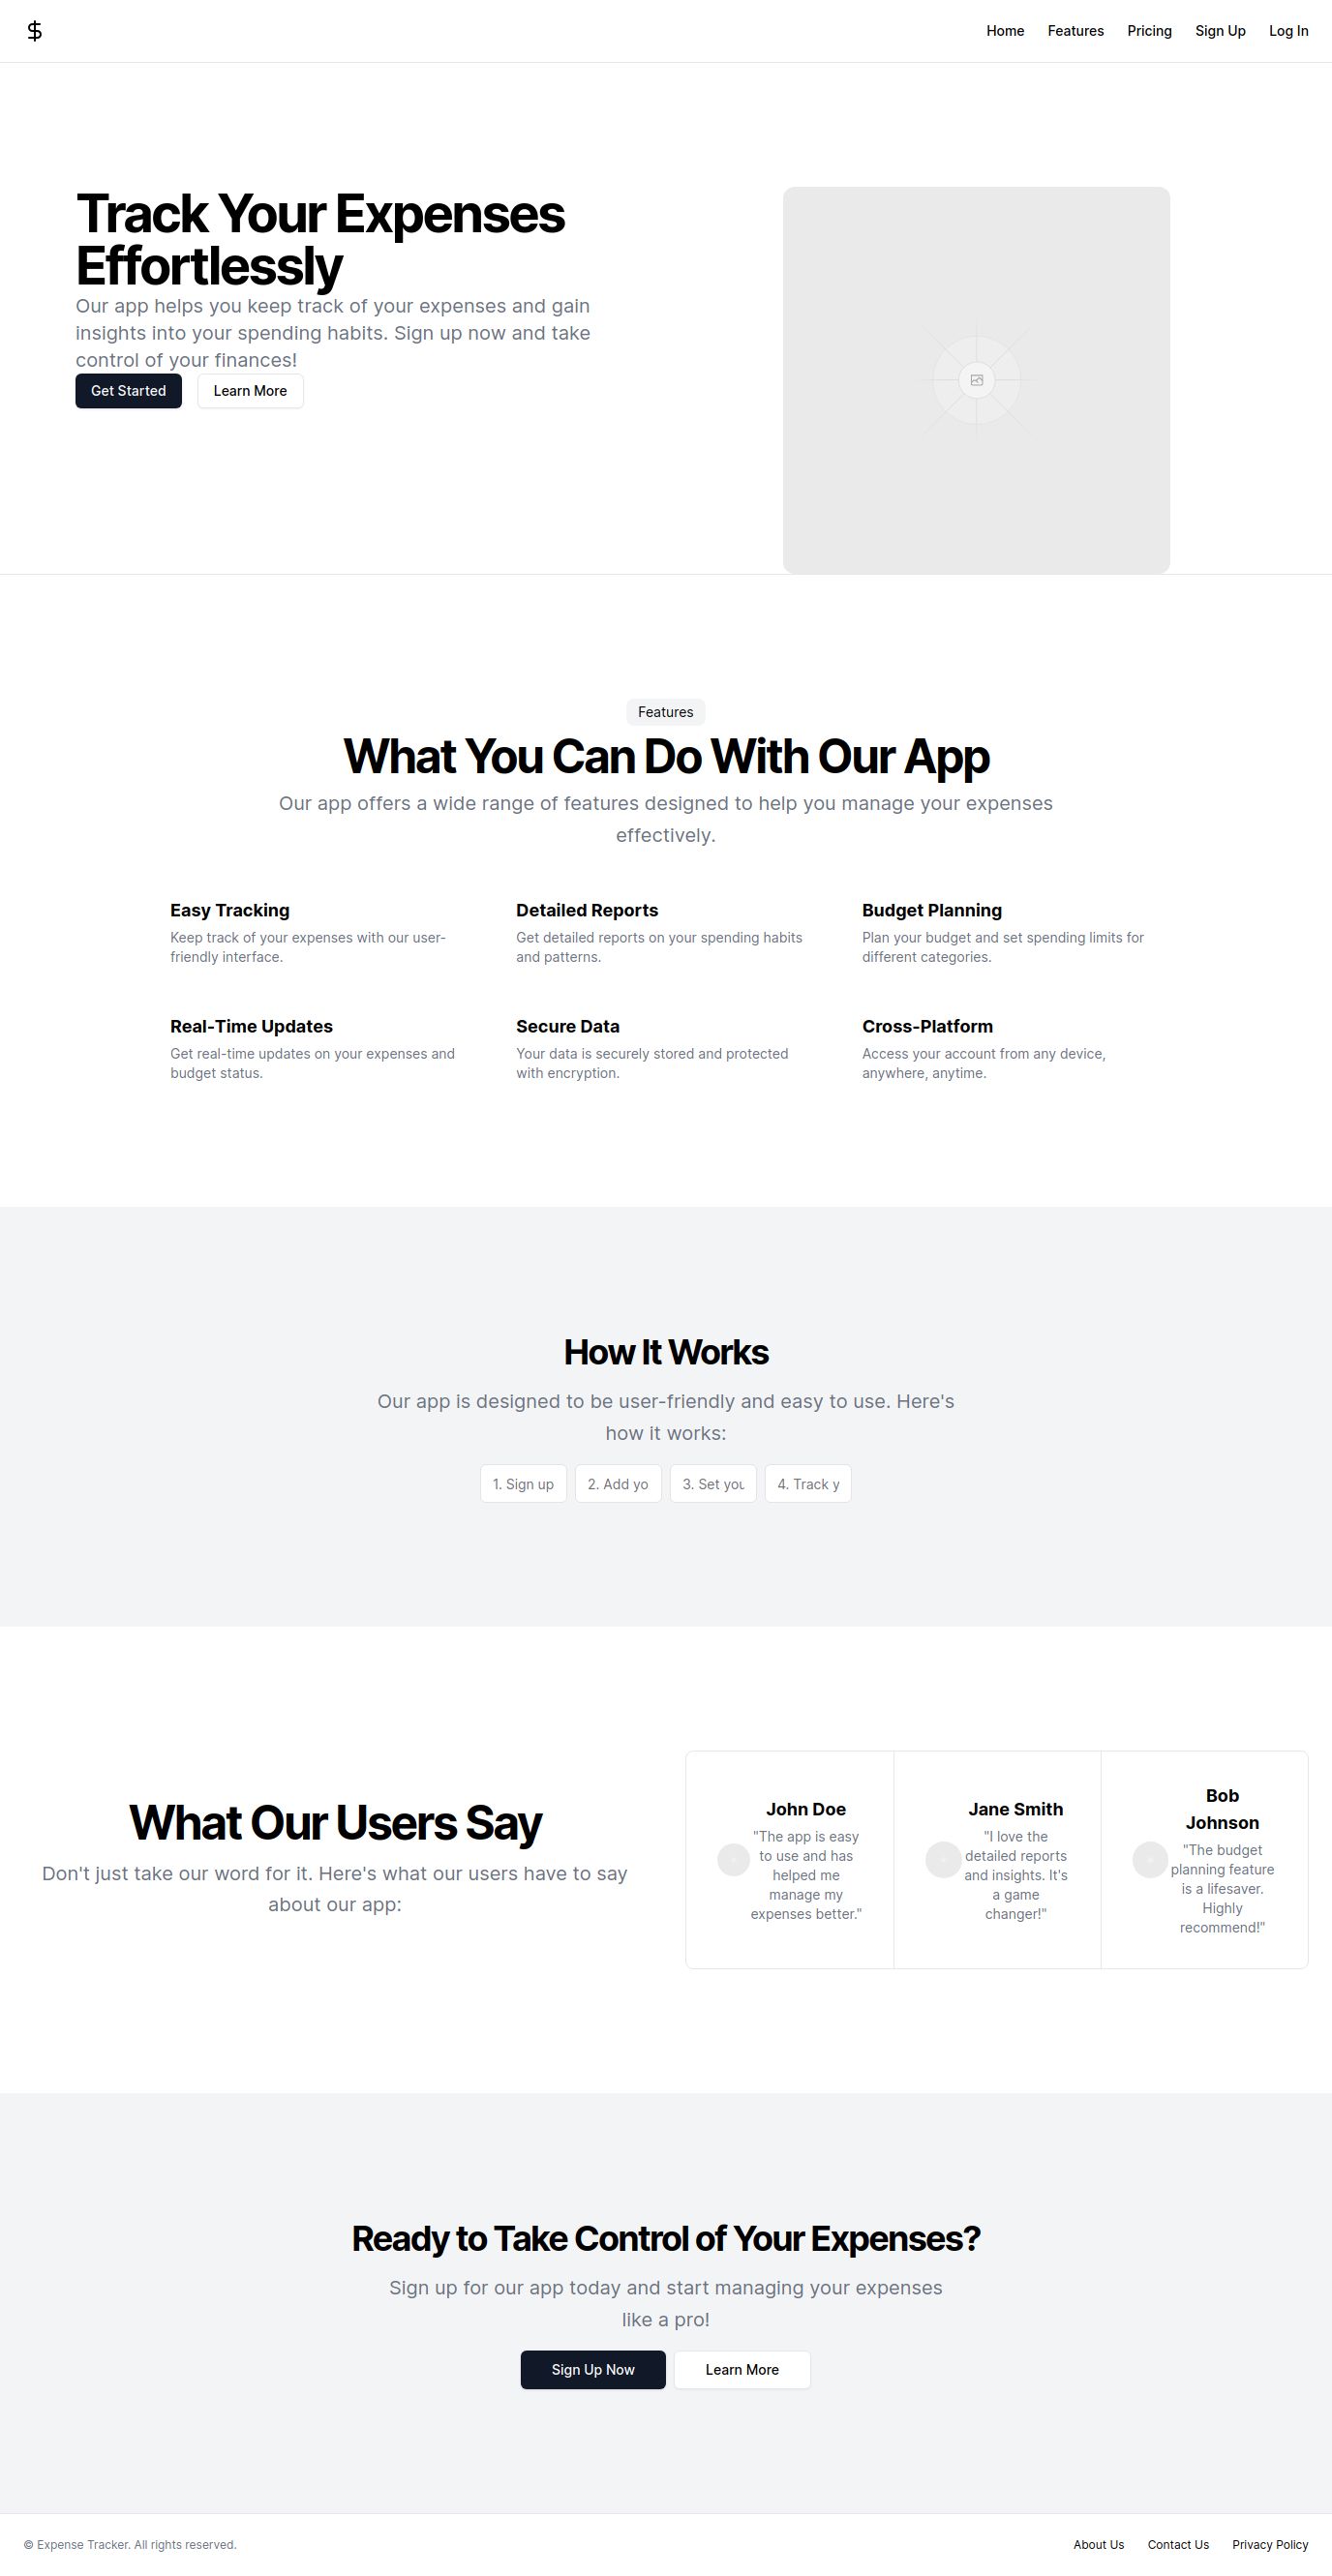 $
Home Features Pricing Sign Up Log In
Track Your Expenses
Effortlessly
Our app helps you keep track of your expenses and gain
insights into your spending habits. Sign up now and take
control of your finances!
Get Started Learn More
Features
What You Can Do With Our App
Our app offers a wide range of features designed to help you manage your expenses
effectively.
Easy Tracking
Keep track of your expenses with our user-
friendly interface.
Detailed Reports
Get detailed reports on your spending habits
and patterns.
Budget Planning
Plan your budget and set spending limits for
different categories.
Real-Time Updates
Get real-time updates on your expenses and
budget status.
Secure Data
Your data is securely stored and protected
with encryption.
Cross-Platform
Access your account from any device,
anywhere, anytime.
How It Works
Our app is designed to be user-friendly and easy to use. Here's
how it works:
1. Sign up
2. Add yo
3. Set you
4. Track y
What Our Users Say
Don't just take our word for it. Here's what our users have to say
about our app:
John Doe
"The app is easy
to use and has
helped me
manage my
expenses better."
Jane Smith
"I love the
detailed reports
and insights. It's
a game
changer!"
Bob
Johnson
"The budget
planning feature
is a lifesaver.
Highly
recommend!"
Ready to Take Control of Your Expenses?
Sign up for our app today and start managing your expenses
like a pro!
Sign Up Now Learn More
© Expense Tracker. All rights reserved.
About Us Contact Us Privacy Policy